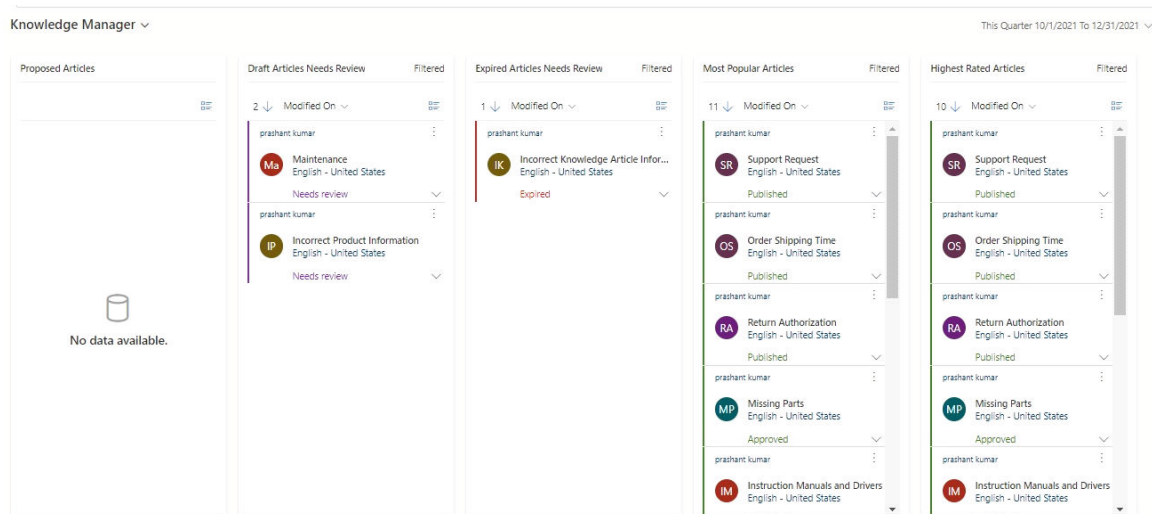 Knowledge Manager
This Quarter 10/1/2021 To 12/31/2021
Proposed Articles
No data available.
Draft Articles Needs Review Filtered
2 Modified On
prashant kumar
Ma Maintenance
English - United States
Needs review
prashant kumar
IP Incorrect Product Information
English - United States
Needs review
Expired Articles Needs Review Filtered
1 Modified On
prashant kumar
IK Incorrect Knowledge Article Infor...
English - United States
Expired
Most Popular Articles Filtered
11 Modified On
prashant kumar
SR Support Request
English - United States
Published
prashant kumar
OS Order Shipping Time
English - United States
Published
prashant kumar
RA Return Authorization
English - United States
Published
prashant kumar
MP Missing Parts
English - United States
Approved
prashant kumar
IM Instruction Manuals and Drivers
English - United States
Highest Rated Articles Filtered
10 Modified On
prashant kumar
SR Support Request
English - United States
Published
prashant kumar
OS Order Shipping Time
English - United States
Published
prashant kumar
RA Return Authorization
English - United States
Published
prashant kumar
MP Missing Parts
English - United States
Approved
prashant kumar
IM Instruction Manuals and Drivers
English - United States